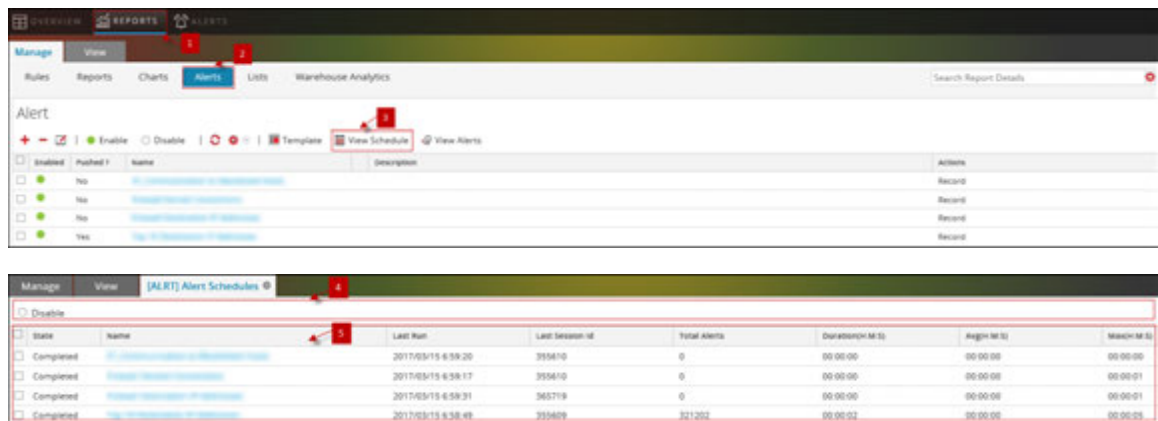 OVERVIEW REPORTS ALERTS
1
Manage View
2
Rules Reports Charts Alerts Lists Warehouse Analytics Search Report Details
Alert
3
Enable Disable Template View Schedule View Alerts
Enabled Pushed ? Name Description Actions
No Record
No Record
No Record
Yes Record
Manage View [ALRT] Alert Schedules
4
Disable
5
State Name Last Run Last Session Id Total Alerts Duration(H:M:S) Avg(H:M:S) Max(H:M:S)
Completed 2017/03/15 6:59:20 355610 0 00:00:00 00:00:00 00:00:00
Completed 2017/03/15 6:59:17 355610 0 00:00:00 00:00:00 00:00:01
Completed 2017/03/15 6:59:31 365719 0 00:00:00 00:00:00 00:00:01
Completed 2017/03/15 6:58:49 355609 321202 00:00:02 00:00:00 00:00:05